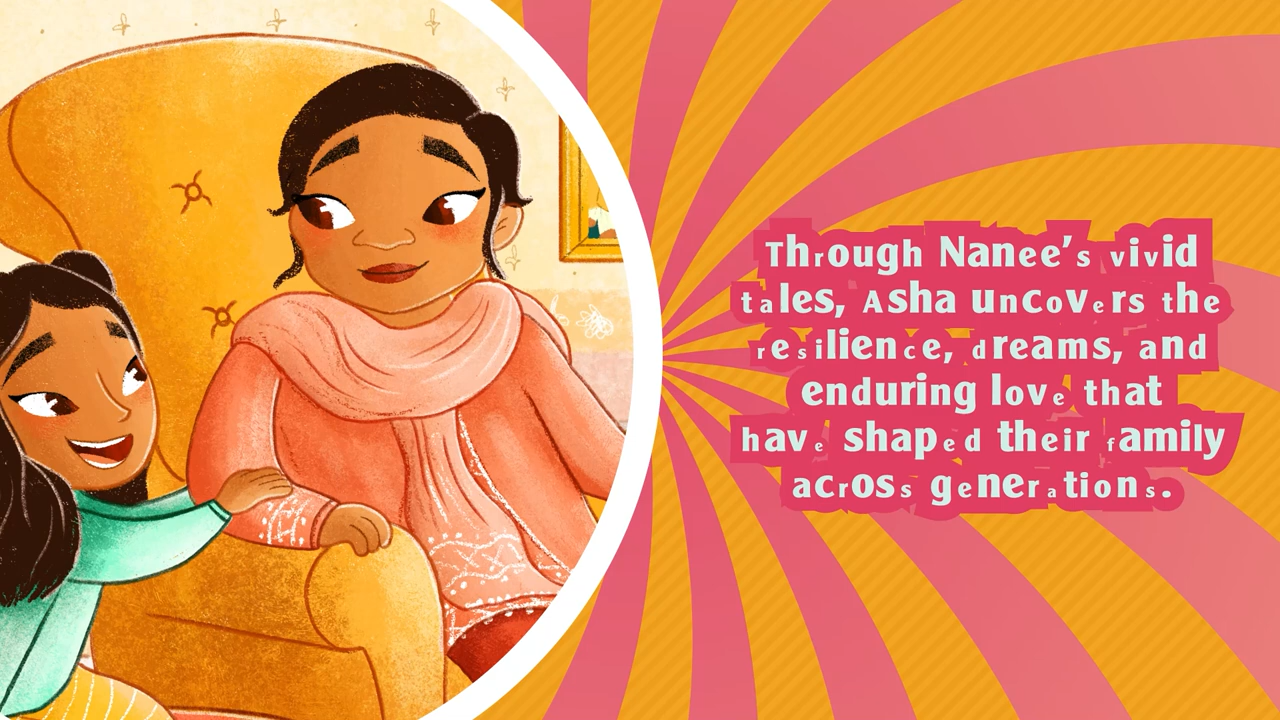 Through Nanee's vivid
tales, Asha uncovers the
resilience, dreams, and
enduring love that
have shaped their family
across generations.